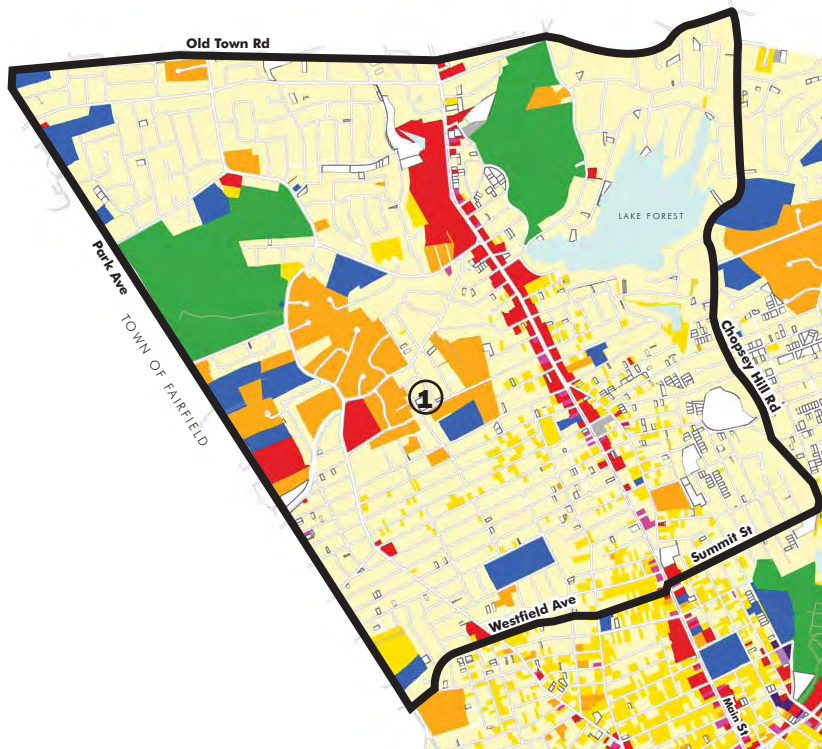 Old Town Rd
LAKE FOREST
Park Ave
TOWN OF FAIRFIELD
Chopsey Hill Rd
1
Summit St
Westfield Ave
Main St